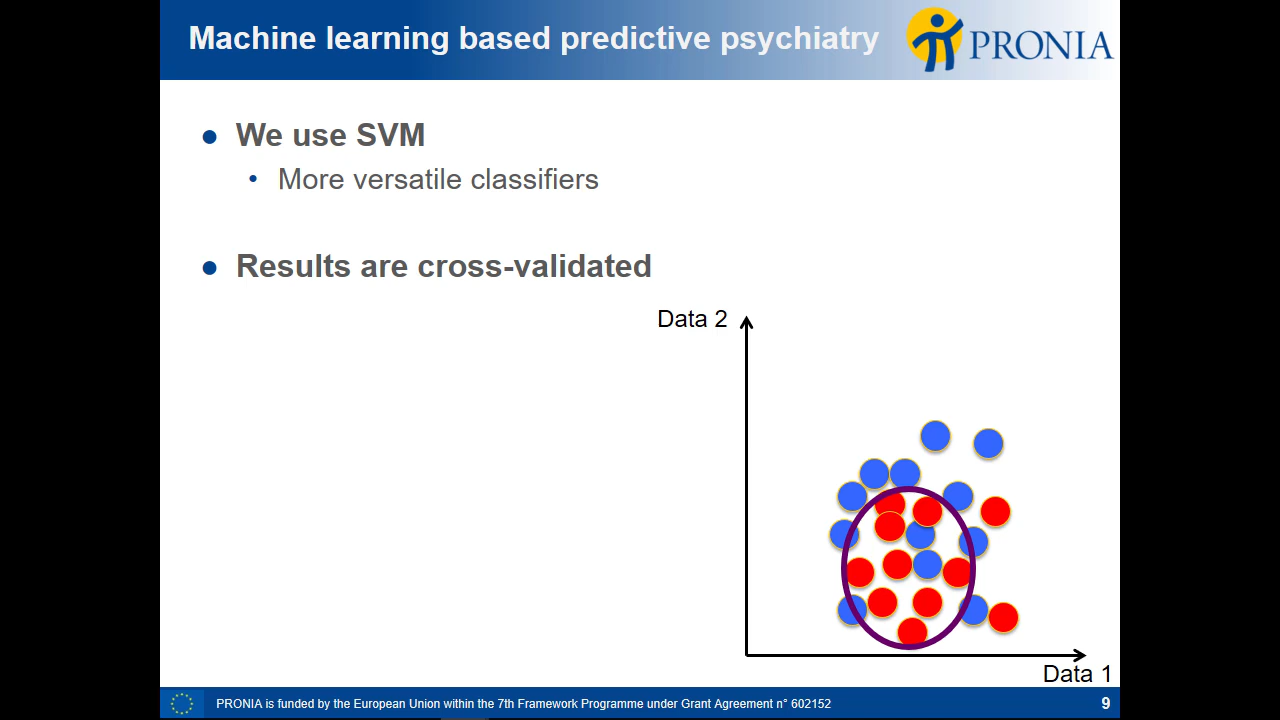 Machine learning based predictive psychiatry
PRONIA
We use SVM
More versatile classifiers
Results are cross-validated
Data 2
Data 1
PRONIA is funded by the European Union within the 7th Framework Programme under Grant Agreement n° 602152
9